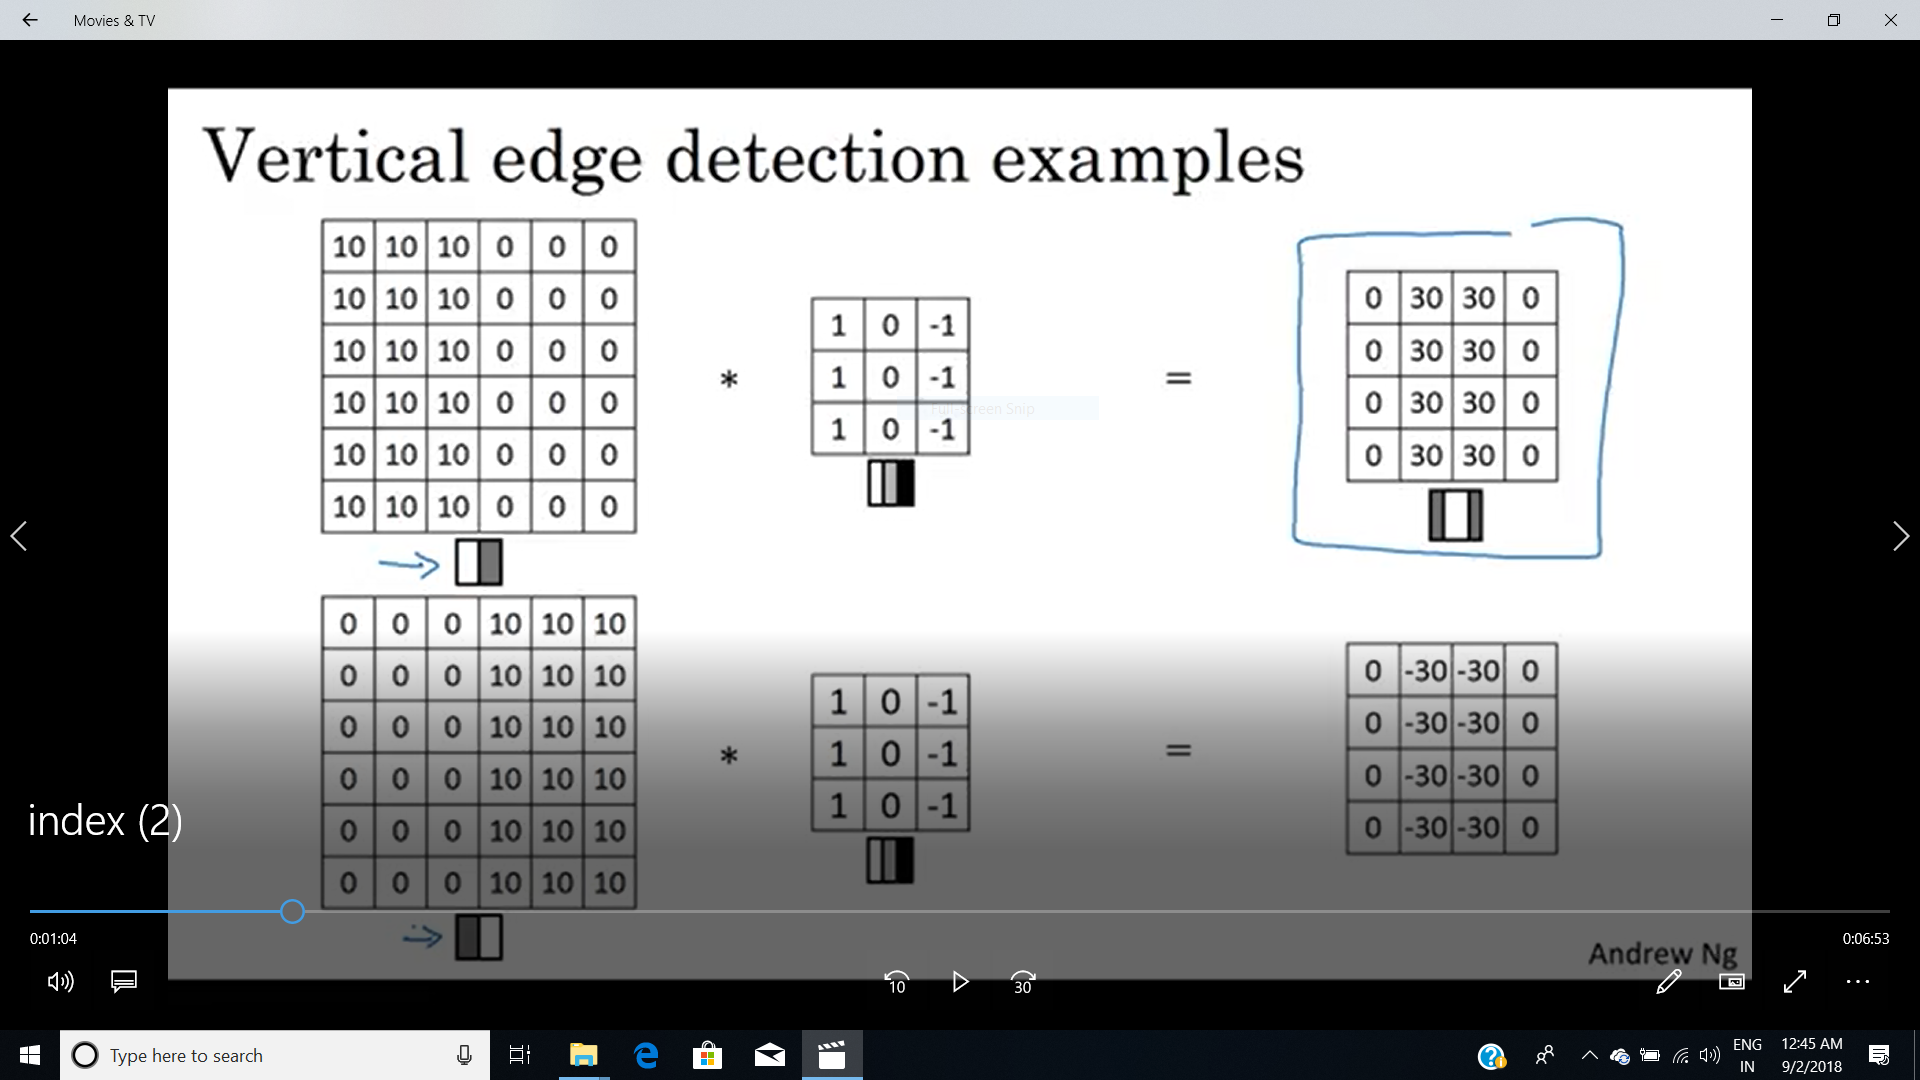 Movies & TV
Vertical edge detection examples
10 10 10 0 0 0
10 10 10 0 0 0
10 10 10 0 0 0
10 10 10 0 0 0
10 10 10 0 0 0
10 10 10 0 0 0
*
1 0 -1
1 0 -1
1 0 -1
Full-screen Snip
=
0 30 30 0
0 30 30 0
0 30 30 0
0 30 30 0
0 0 0 10 10 10
0 0 0 10 10 10
0 0 0 10 10 10
0 0 0 10 10 10
0 0 0 10 10 10
0 0 0 10 10 10
*
1 0 -1
1 0 -1
1 0 -1
=
0 -30 -30 0
0 -30 -30 0
0 -30 -30 0
0 -30 -30 0
index (2)
0:01:04
0:06:53
Andrew Ng
10
30
Type here to search
ENG
IN
12:45 AM
9/2/2018